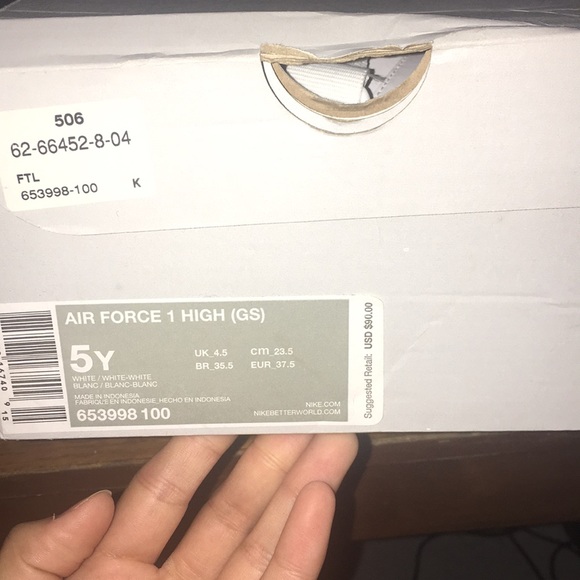 506
62-66452-8-04
FTL
653998-100 K
AIR FORCE 1 HIGH (GS)
5Y
UK 4.5 cm 23.5
BR 35.5 EUR 37.5
WHITE / WHITE-WHITE
BLANC / BLANC-BLANC
MADE IN INDONESIA
FABRIQUÉ EN INDONESIE, HECHO EN INDONESIA
653998 100
NIKE.COM
NIKEBETTERWORLD.COM
Suggested Retail: USD $90.00